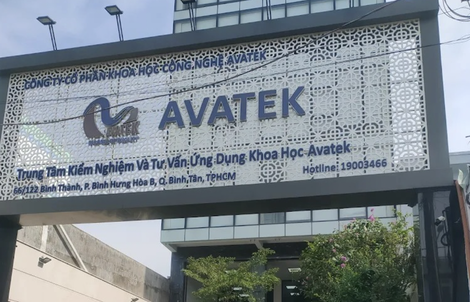 CÔNG TY CỔ PHẦN KHOA HỌC CÔNG NGHỆ AVATEK
AVATEK
AVATEK
Trung Tâm Kiểm Nghiệm Và Tư Vấn Ứng Dụng Khoa Học Avatek
66/122 Bình Thành, P. Bình Hưng Hòa B, Q. Bình Tân, TPHCM
Hotline: 19003466